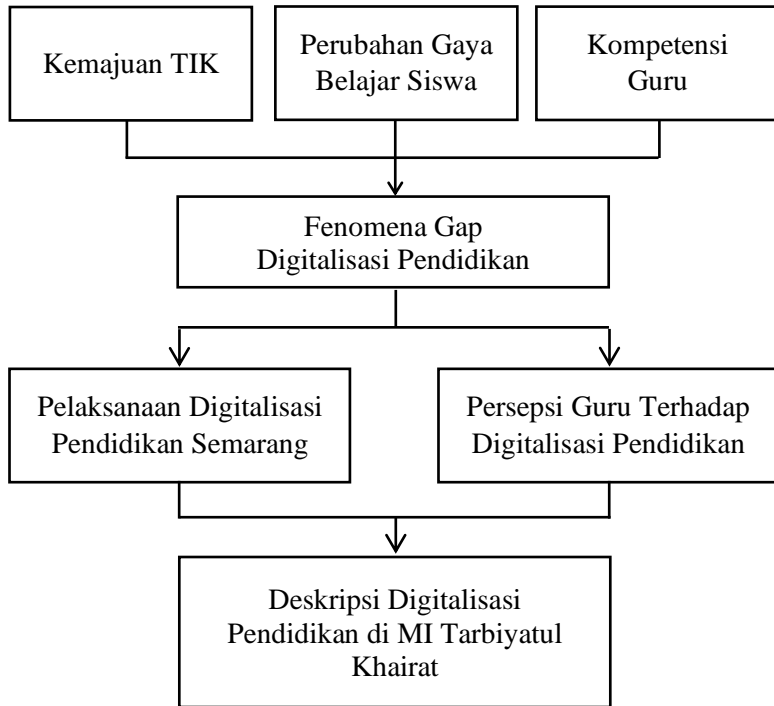 Kemajuan TIK
Perubahan Gaya
Belajar Siswa
Kompetensi
Guru
Fenomena Gap
Digitalisasi Pendidikan
Pelaksanaan Digitalisasi
Pendidikan Semarang
Persepsi Guru Terhadap
Digitalisasi Pendidikan
Deskripsi Digitalisasi
Pendidikan di MI Tarbiyatul
Khairat